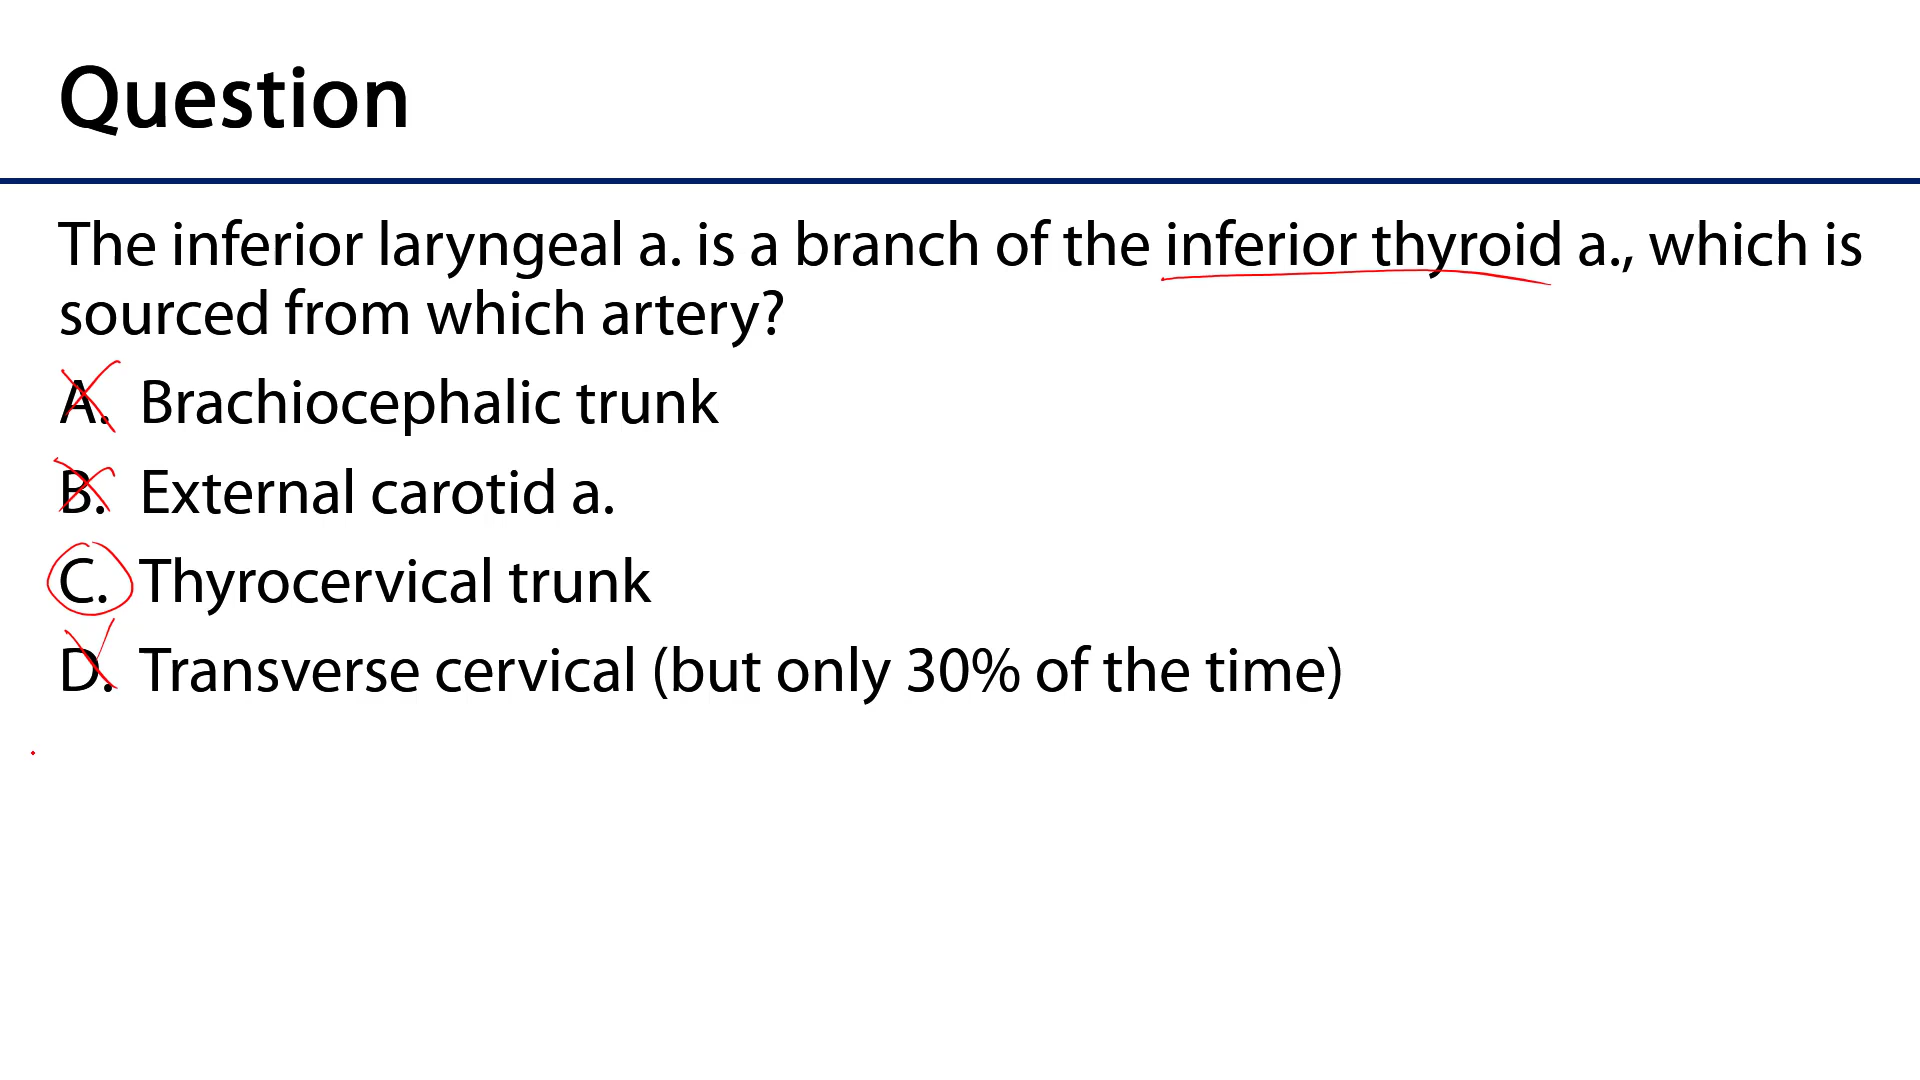 Question
The inferior laryngeal a. is a branch of the inferior thyroid a., which is
sourced from which artery?
A. Brachiocephalic trunk
B. External carotid a.
C. Thyrocervical trunk
D. Transverse cervical (but only 30% of the time)